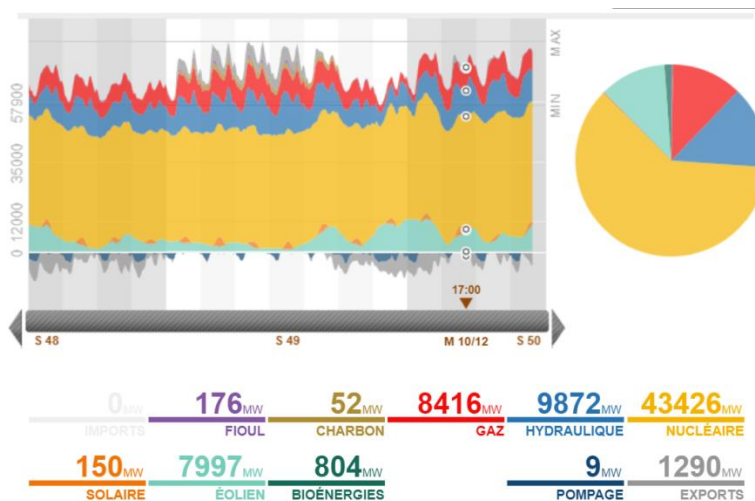 MAX
MIN
57900
35000
12000
0
17:00
S 48
S 49
M 10/12
S 50
0MW
176MW
52MW
8416MW
9872MW
43426MW
IMPORTS
FIOUL
CHARBON
GAZ
HYDRAULIQUE
NUCLÉAIRE
150MW
7997MW
804MW
9MW
1290MW
SOLAIRE
ÉOLIEN
BIOÉNERGIES
POMPAGE
EXPORTS